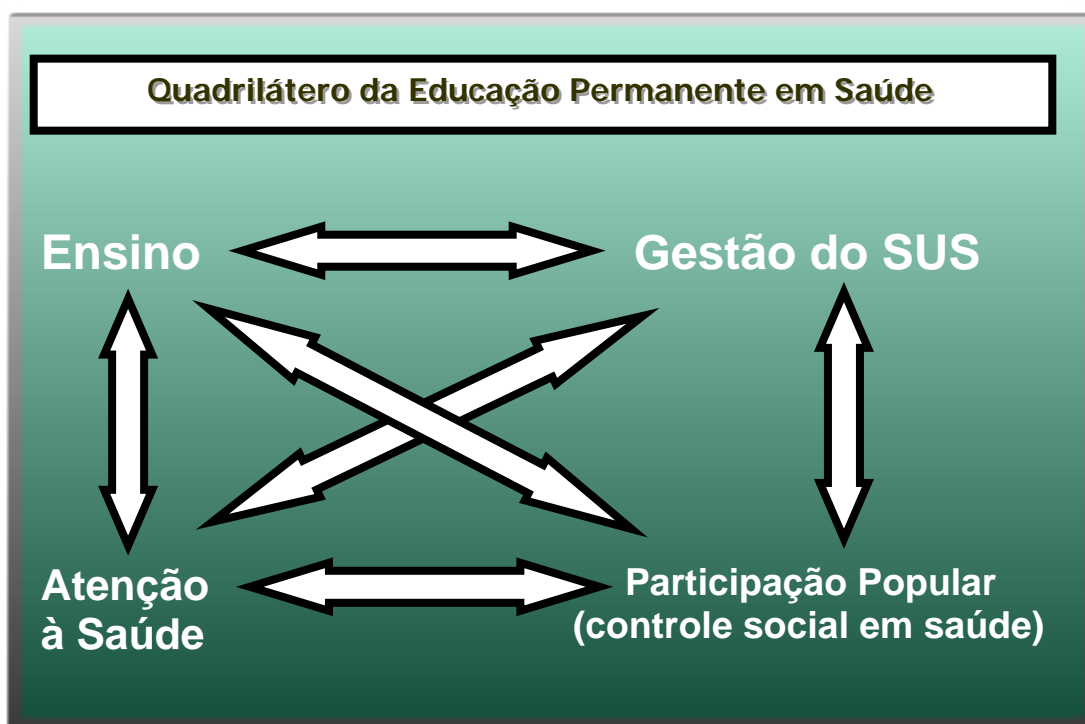 Quadrilátero da Educação Permanente em Saúde
Ensino
Gestão do SUS
Atenção
à Saúde
Participação Popular
(controle social em saúde)